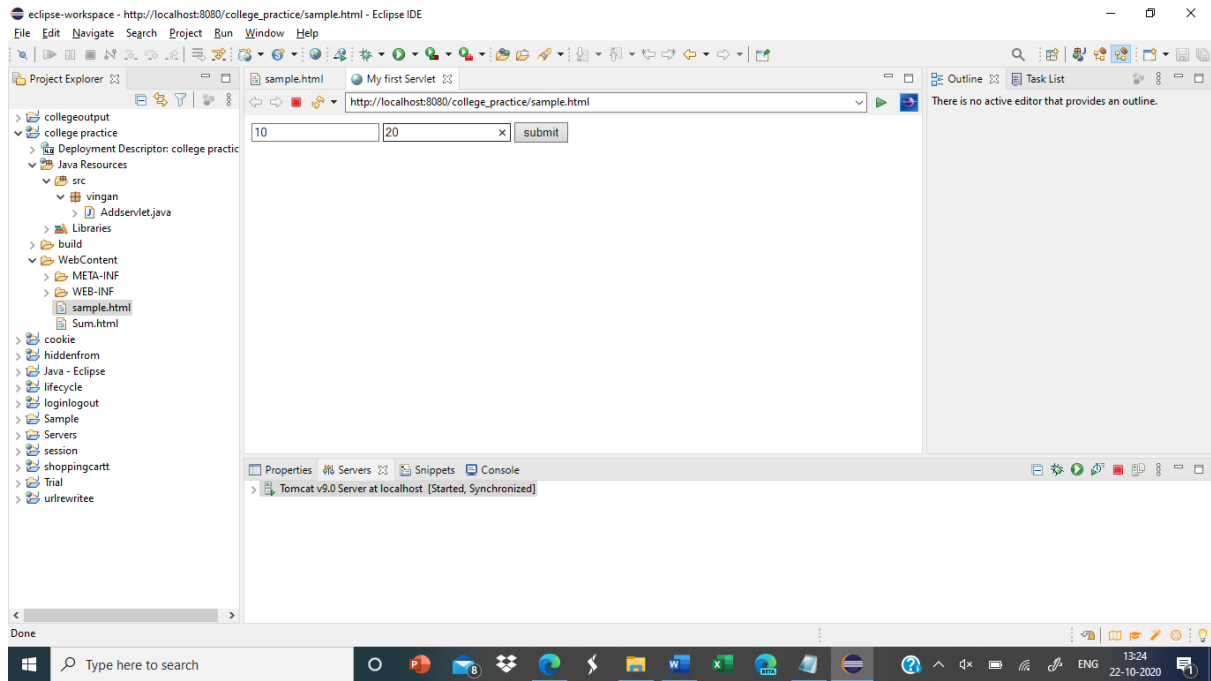 eclipse-workspace - http://localhost:8080/college_practice/sample.html - Eclipse IDE
File Edit Navigate Search Project Run Window Help
Project Explorer
collegeoutput
college practice
Deployment Descriptor: college practic
Java Resources
src
vingan
Addservlet.java
Libraries
build
WebContent
META-INF
WEB-INF
sample.html
Sum.html
cookie
hiddenfrom
Java - Eclipse
lifecycle
loginlogout
Sample
Servers
session
shoppingcartt
Trial
urlrewritee
sample.html My first Servlet
http://localhost:8080/college_practice/sample.html
10 20 submit
Outline Task List
There is no active editor that provides an outline.
Properties Servers Snippets Console
Tomcat v9.0 Server at localhost [Started, Synchronized]
Done
Type here to search
8
ENG
13:24
22-10-2020
1